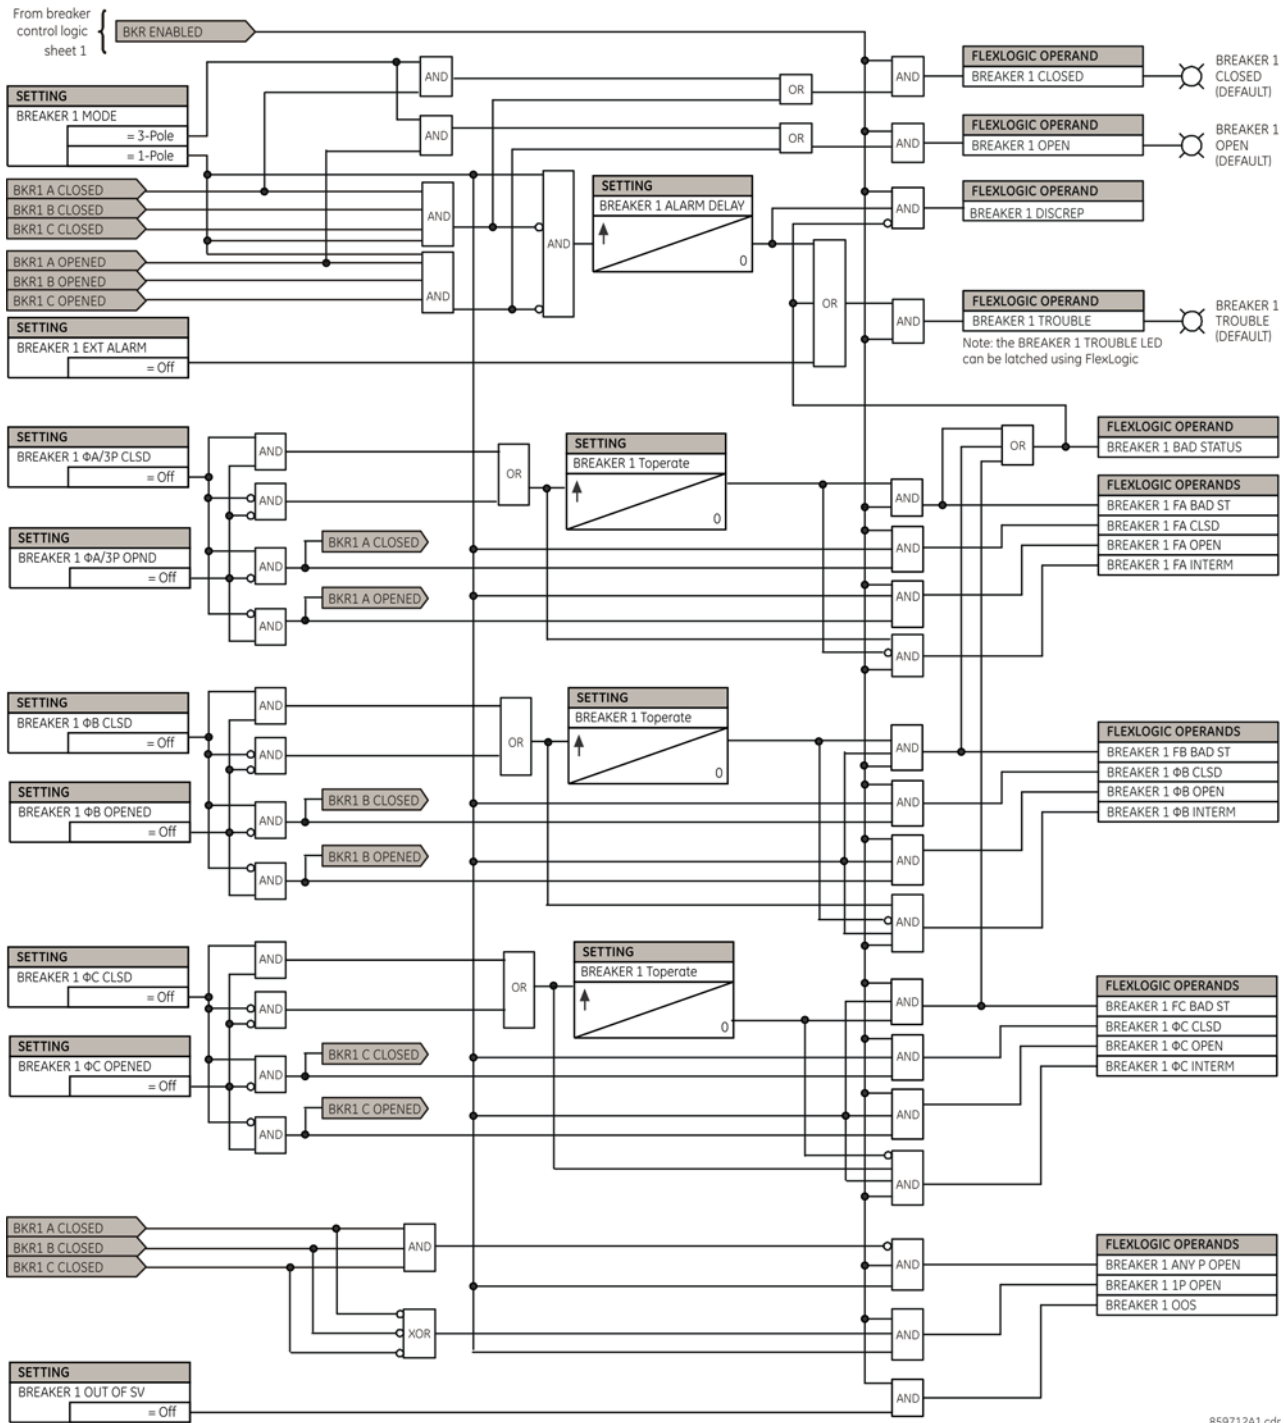 From breaker
control logic
sheet 1
BKR ENABLED
SETTING
BREAKER 1 MODE
= 3-Pole
= 1-Pole
BKR1 A CLOSED
BKR1 B CLOSED
BKR1 C CLOSED
BKR1 A OPENED
BKR1 B OPENED
BKR1 C OPENED
SETTING
BREAKER 1 EXT ALARM
= Off
AND
AND
AND
AND
AND
SETTING
BREAKER 1 ALARM DELAY
0
OR
OR
OR
AND
AND
AND
AND
FLEXLOGIC OPERAND
BREAKER 1 CLOSED
BREAKER 1
CLOSED
(DEFAULT)
FLEXLOGIC OPERAND
BREAKER 1 OPEN
BREAKER 1
OPEN
(DEFAULT)
FLEXLOGIC OPERAND
BREAKER 1 DISCREP
FLEXLOGIC OPERAND
BREAKER 1 TROUBLE
BREAKER 1
TROUBLE
(DEFAULT)
Note: the BREAKER 1 TROUBLE LED
can be latched using FlexLogic
SETTING
BREAKER 1 ΦA/3P CLSD
= Off
SETTING
BREAKER 1 ΦA/3P OPND
= Off
AND
AND
AND
AND
BKR1 A CLOSED
BKR1 A OPENED
OR
SETTING
BREAKER 1 Toperate
0
AND
AND
AND
AND
OR
FLEXLOGIC OPERAND
BREAKER 1 BAD STATUS
FLEXLOGIC OPERANDS
BREAKER 1 FA BAD ST
BREAKER 1 FA CLSD
BREAKER 1 FA OPEN
BREAKER 1 FA INTERM
SETTING
BREAKER 1 ΦB CLSD
= Off
SETTING
BREAKER 1 ΦB OPENED
= Off
AND
AND
AND
AND
BKR1 B CLOSED
BKR1 B OPENED
OR
SETTING
BREAKER 1 Toperate
0
AND
AND
AND
AND
FLEXLOGIC OPERANDS
BREAKER 1 FB BAD ST
BREAKER 1 ΦB CLSD
BREAKER 1 ΦB OPEN
BREAKER 1 ΦB INTERM
SETTING
BREAKER 1 ΦC CLSD
= Off
SETTING
BREAKER 1 ΦC OPENED
= Off
AND
AND
AND
AND
BKR1 C CLOSED
BKR1 C OPENED
OR
SETTING
BREAKER 1 Toperate
0
AND
AND
AND
AND
FLEXLOGIC OPERANDS
BREAKER 1 FC BAD ST
BREAKER 1 ΦC CLSD
BREAKER 1 ΦC OPEN
BREAKER 1 ΦC INTERM
BKR1 A CLOSED
BKR1 B CLOSED
BKR1 C CLOSED
AND
XOR
AND
AND
AND
FLEXLOGIC OPERANDS
BREAKER 1 ANY P OPEN
BREAKER 1 1P OPEN
BREAKER 1 OOS
SETTING
BREAKER 1 OUT OF SV
= Off
859712A1.cdr